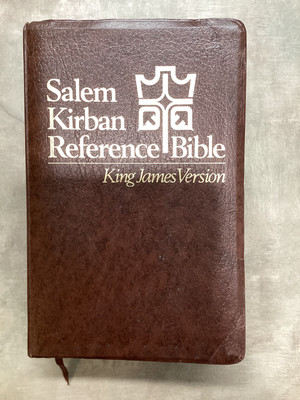 Salem
Kirban
Reference Bible
King James Version